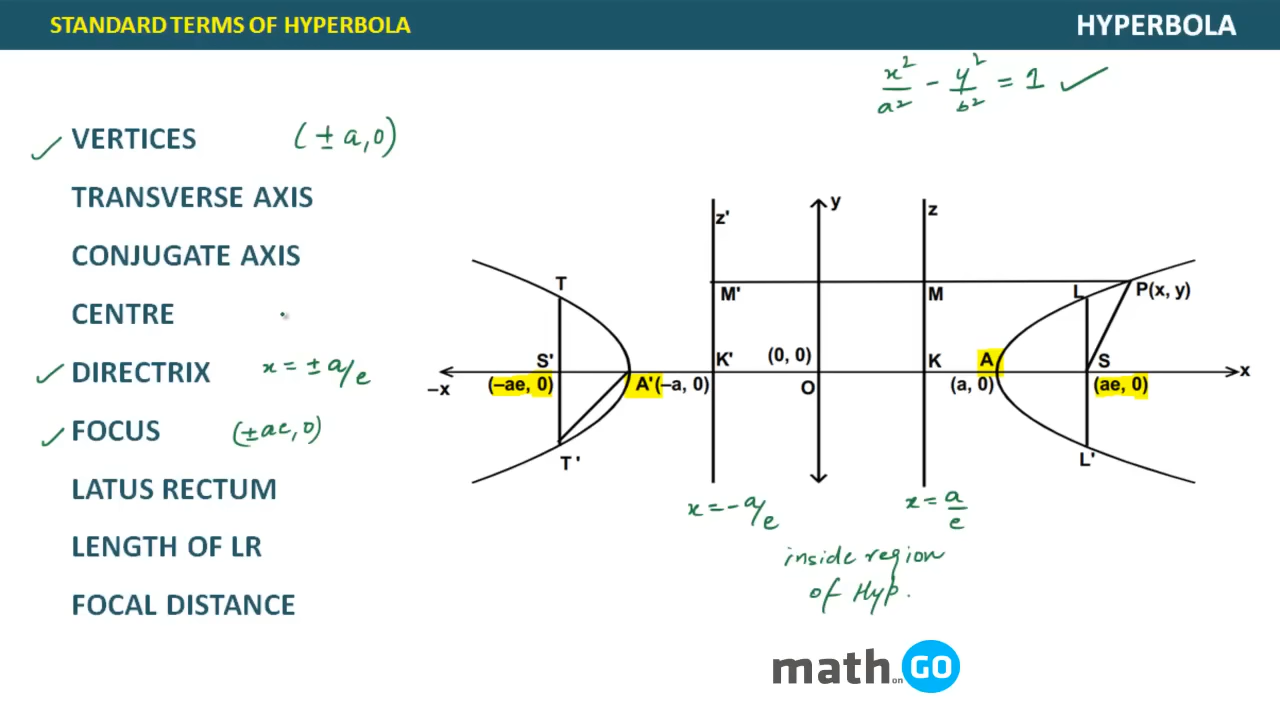 STANDARD TERMS OF HYPERBOLA
HYPERBOLA
x²/a² - y²/b² = 1 ✓
✓ VERTICES (± a, 0)
TRANSVERSE AXIS
CONJUGATE AXIS
CENTRE
✓ DIRECTRIX x = ± a/e
✓ FOCUS (± ae, 0)
LATUS RECTUM
LENGTH OF LR
FOCAL DISTANCE
z' y z
T M' M L P(x, y)
S' K' (0, 0) K A S x
–x (–ae, 0) A'(–a, 0) O (a, 0) (ae, 0)
T' L'
x = - a/e x = a/e
inside region
of Hyp.
math on GO